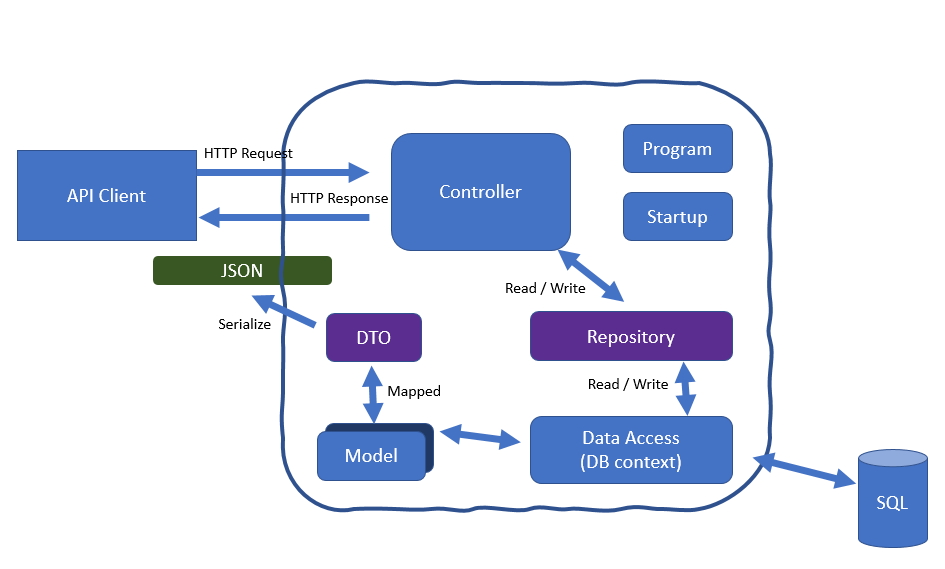 HTTP Request
API Client
HTTP Response
Controller
Program
Startup
JSON
Serialize
Read / Write
DTO
Repository
Mapped
Read / Write
Model
Data Access
(DB context)
SQL